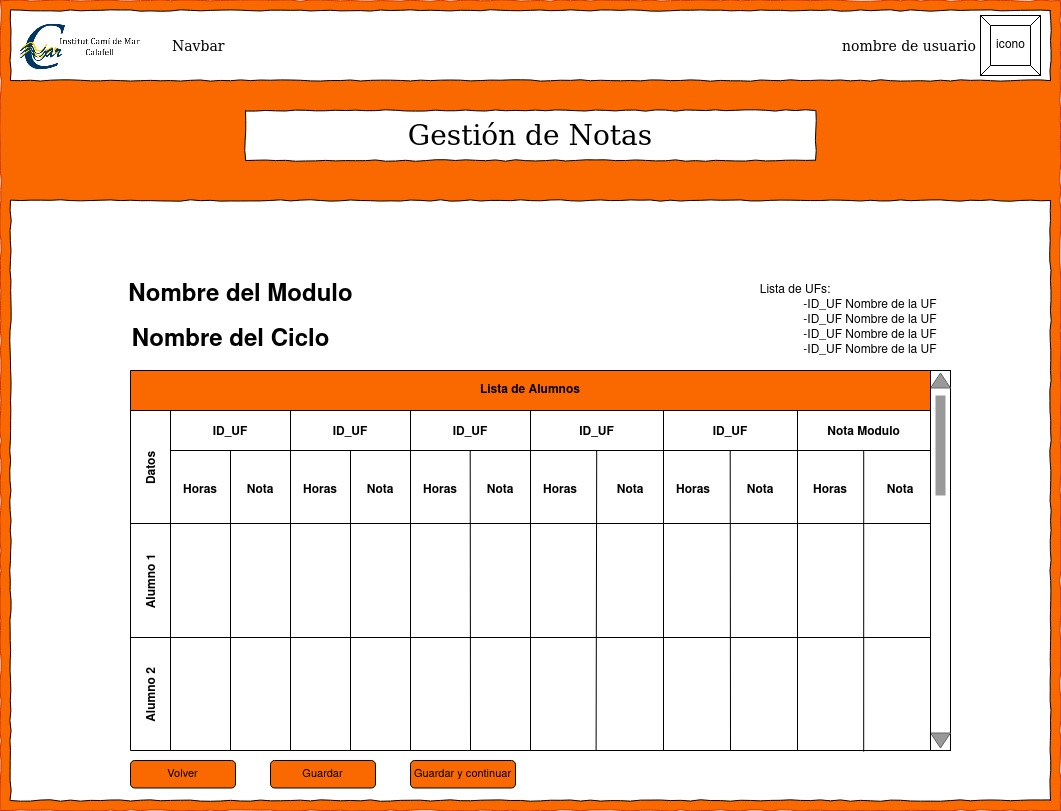 Institut Camí de Mar
Calafell
Mar
Navbar
nombre de usuario
icono
Gestión de Notas
Nombre del Modulo
Nombre del Ciclo
Lista de UFs:
-ID_UF Nombre de la UF
-ID_UF Nombre de la UF
-ID_UF Nombre de la UF
-ID_UF Nombre de la UF
Lista de Alumnos
Datos
ID_UF ID_UF ID_UF ID_UF ID_UF Nota Modulo
Horas Nota Horas Nota Horas Nota Horas Nota Horas Nota Horas Nota
Alumno 1
Alumno 2
Volver Guardar Guardar y continuar